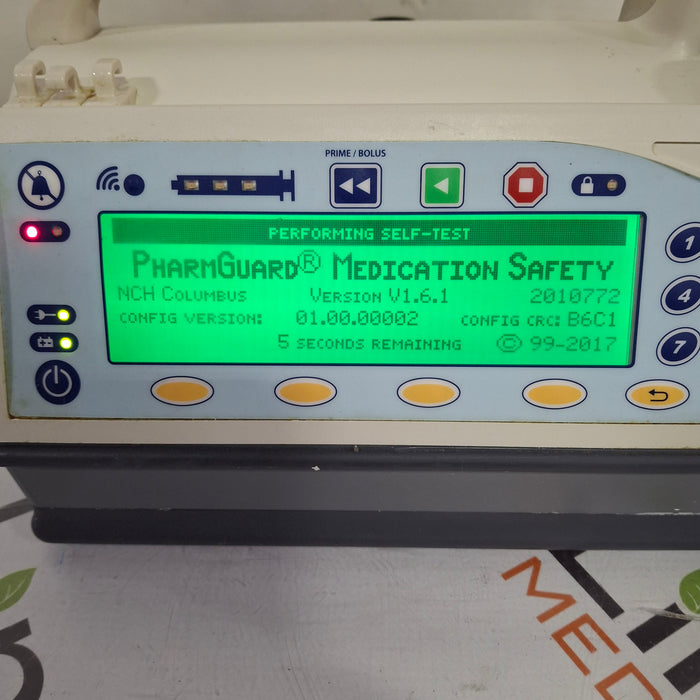 PRIME / BOLUS
PERFORMING SELF-TEST
PHARMGUARD® MEDICATION SAFETY
NCH COLUMBUS VERSION V1.6.1 2010772
CONFIG VERSION: 01.00.00002 CONFIG CRC: B6C1
5 SECONDS REMAINING © 99-2017
1
4
7
MED